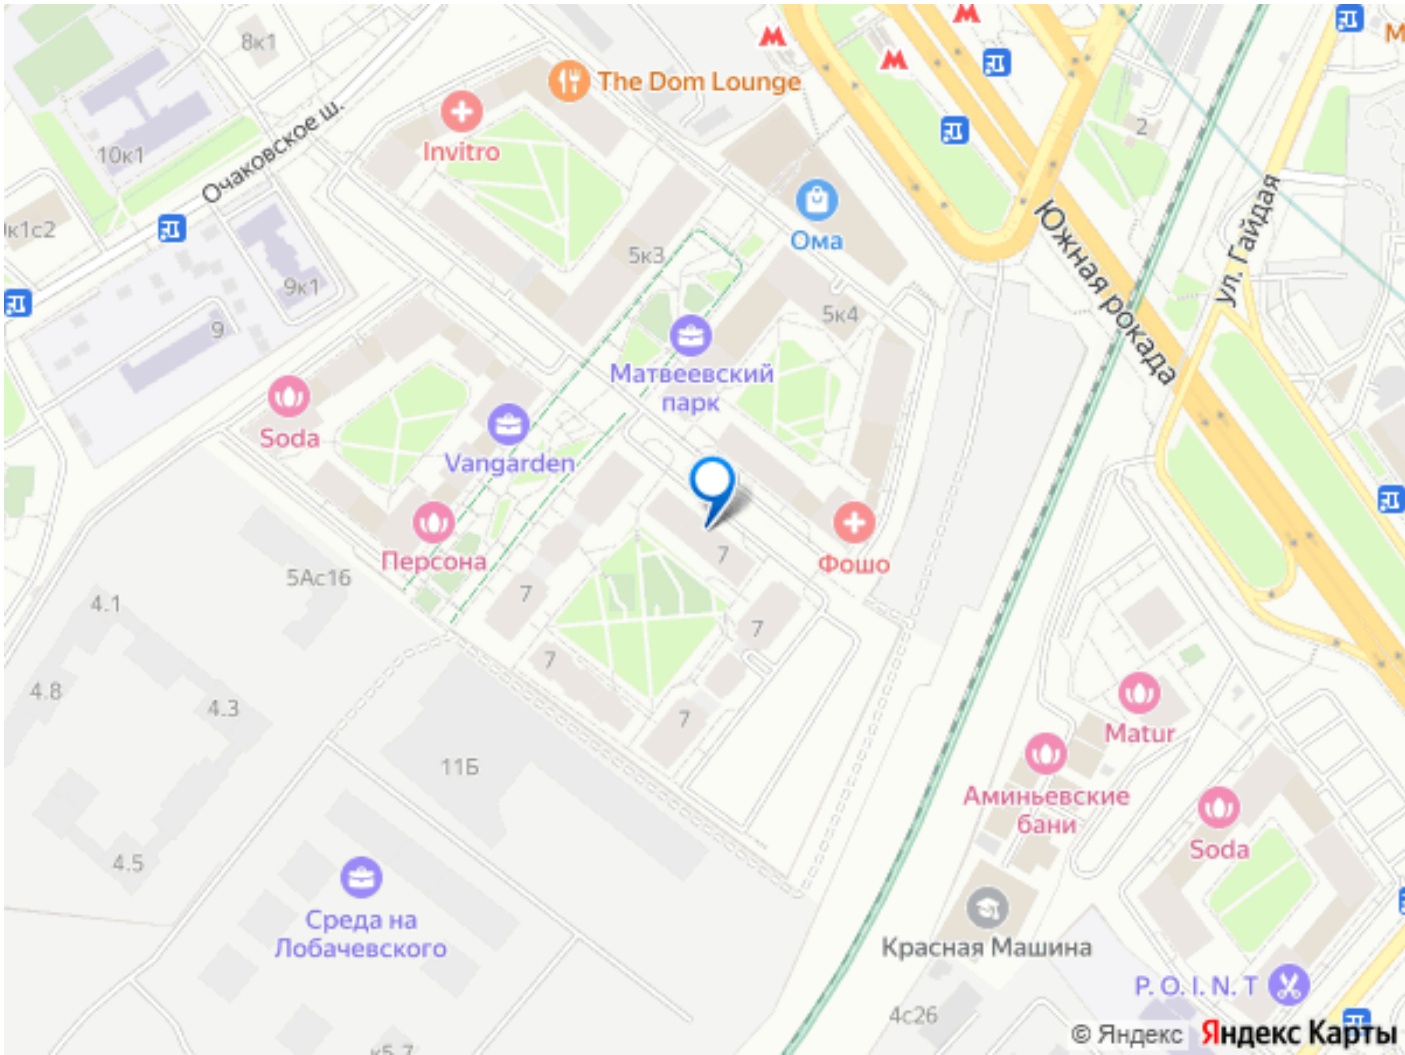 8к1
The Dom Lounge
Invitro
10к1
Очаковское ш.
2
к1с2
Ома
Южная рокада
ул. Гайдая
5к3
9к1
9
5к4
Матвеевский
парк
Soda
Vangarden
Персона
7
Фошо
5Ас16
7
4.1
7
7
4.8
4.3
7
Matur
11Б
Аминьевские
бани
Soda
4.5
Среда на
Лобачевского
Красная Машина
P.O.I.N.T
4с26
к5.7
© Яндекс Яндекс Карты